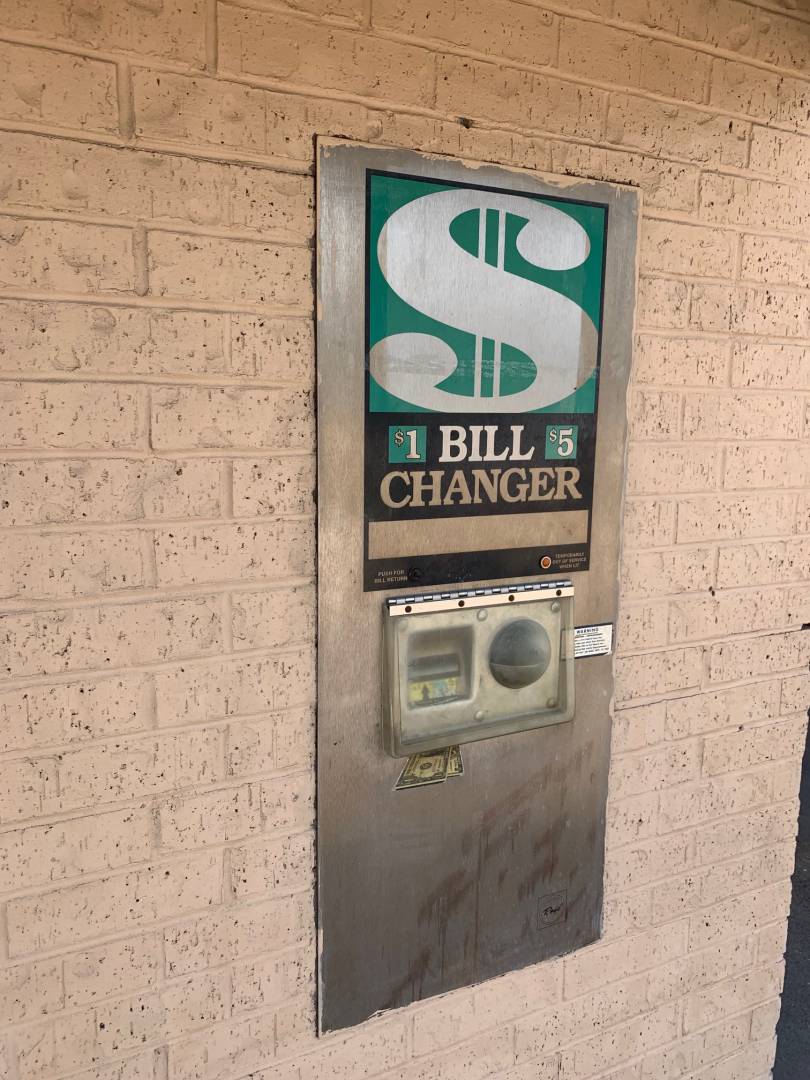 $
$1 BILL $5
CHANGER
PUSH FOR
BILL RETURN
TEMPORARILY
OUT OF SERVICE
WHEN LIT
WARNING